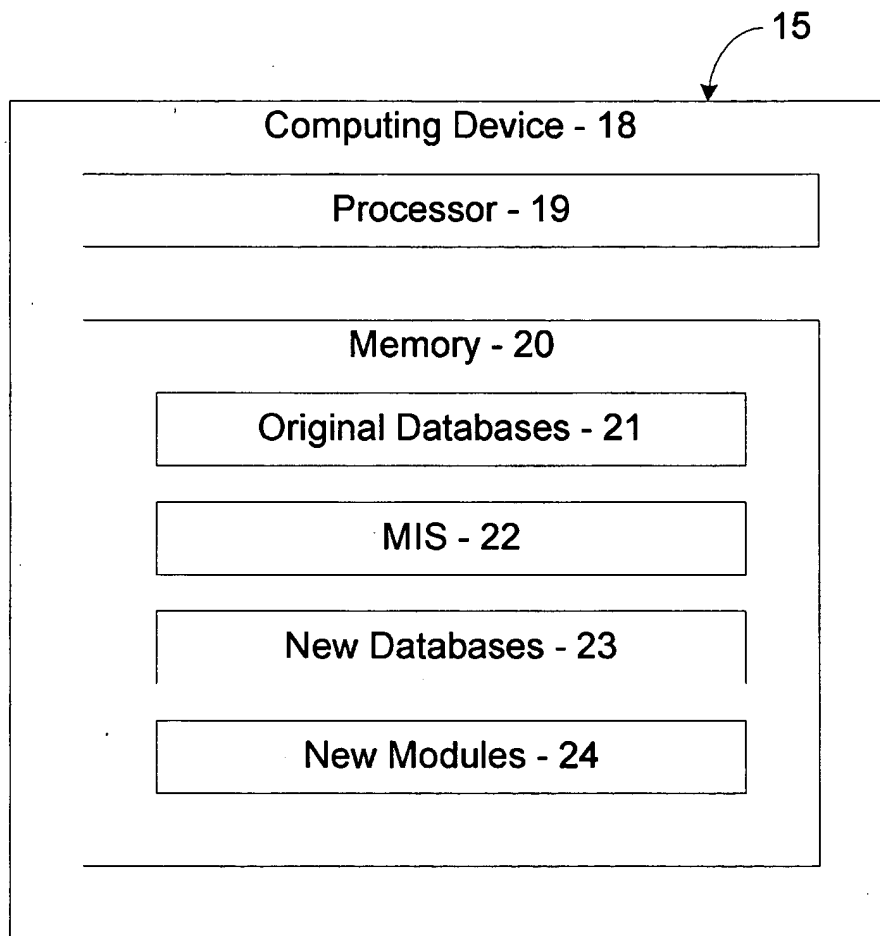 15
Computing Device - 18
Processor - 19
Memory - 20
Original Databases - 21
MIS - 22
New Databases - 23
New Modules - 24